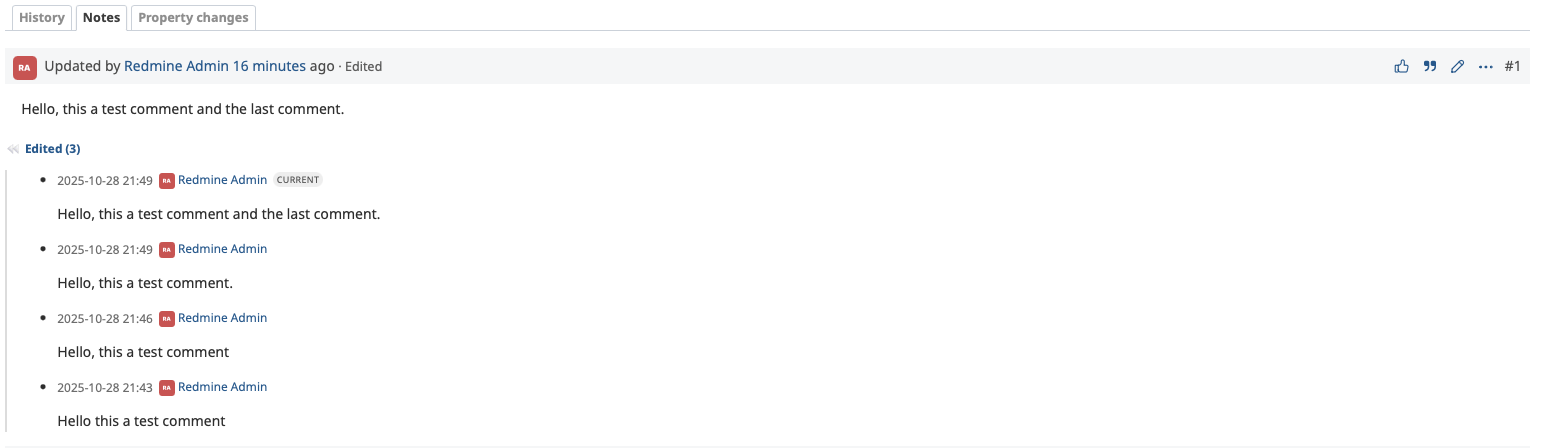 History Notes Property changes
RA Updated by Redmine Admin 16 minutes ago · Edited #1
Hello, this a test comment and the last comment.
Edited (3)
2025-10-28 21:49 RA Redmine Admin CURRENT
Hello, this a test comment and the last comment.
2025-10-28 21:49 RA Redmine Admin
Hello, this a test comment.
2025-10-28 21:46 RA Redmine Admin
Hello, this a test comment
2025-10-28 21:43 RA Redmine Admin
Hello this a test comment